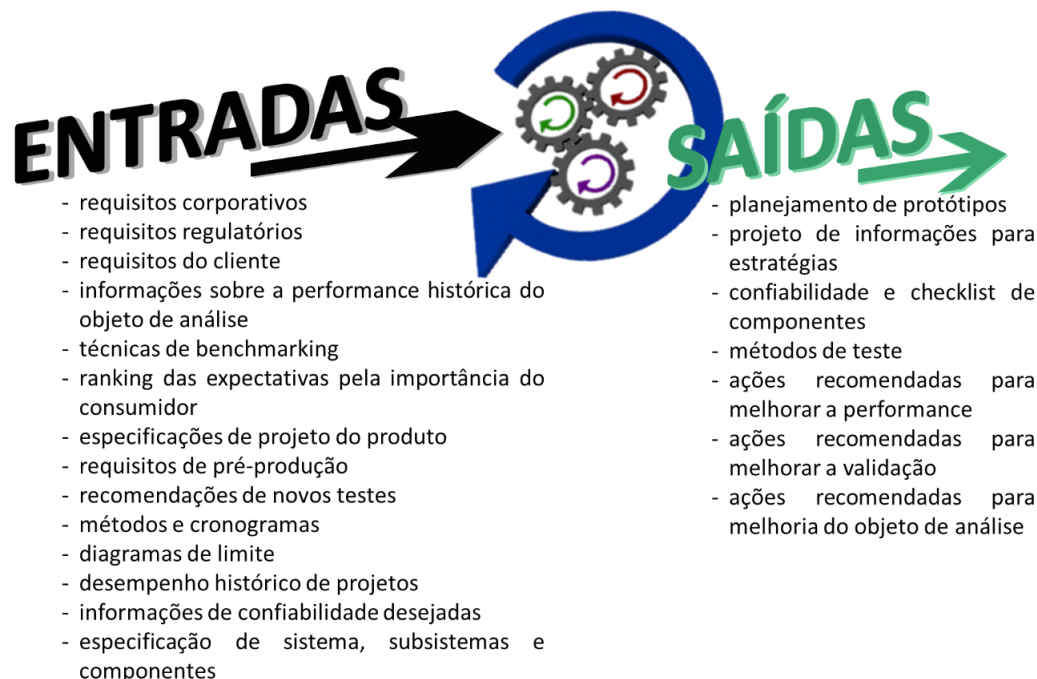 ENTRADAS
- requisitos corporativos
- requisitos regulatórios
- requisitos do cliente
- informações sobre a performance histórica do
objeto de análise
- técnicas de benchmarking
- ranking das expectativas pela importância do
consumidor
- especificações de projeto do produto
- requisitos de pré-produção
- recomendações de novos testes
- métodos e cronogramas
- diagramas de limite
- desempenho histórico de projetos
- informações de confiabilidade desejadas
- especificação de sistema, subsistemas e
componentes
SAÍDAS
- planejamento de protótipos
- projeto de informações para
estratégias
- confiabilidade e checklist de
componentes
- métodos de teste
- ações recomendadas para
melhorar a performance
- ações recomendadas para
melhorar a validação
- ações recomendadas para
melhoria do objeto de análise